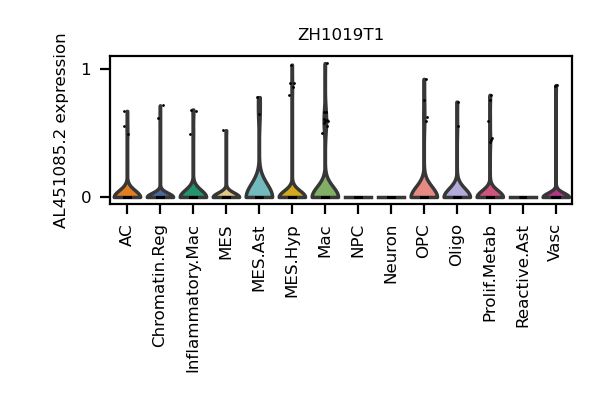 ZH1019T1
AL451085.2 expression
1
0
AC
Chromatin.Reg
Inflammatory.Mac
MES
MES.Ast
MES.Hyp
Mac
NPC
Neuron
OPC
Oligo
Prolif.Metab
Reactive.Ast
Vasc